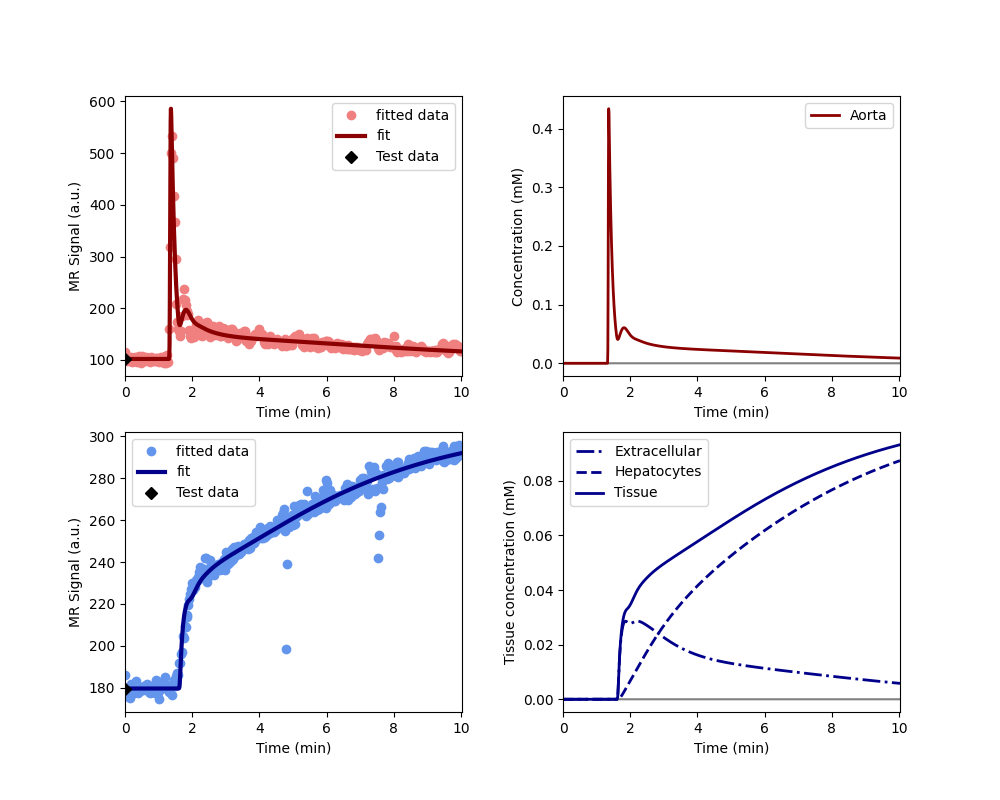 600
500
400
300
200
100
MR Signal (a.u.)
fitted data
fit
Test data
0 2 4 6 8 10
Time (min)
0.4
0.3
0.2
0.1
0.0
Concentration (mM)
Aorta
0 2 4 6 8 10
Time (min)
300
280
260
240
220
200
180
MR Signal (a.u.)
fitted data
fit
Test data
0 2 4 6 8 10
Time (min)
0.08
0.06
0.04
0.02
0.00
Tissue concentration (mM)
Extracellular
Hepatocytes
Tissue
0 2 4 6 8 10
Time (min)